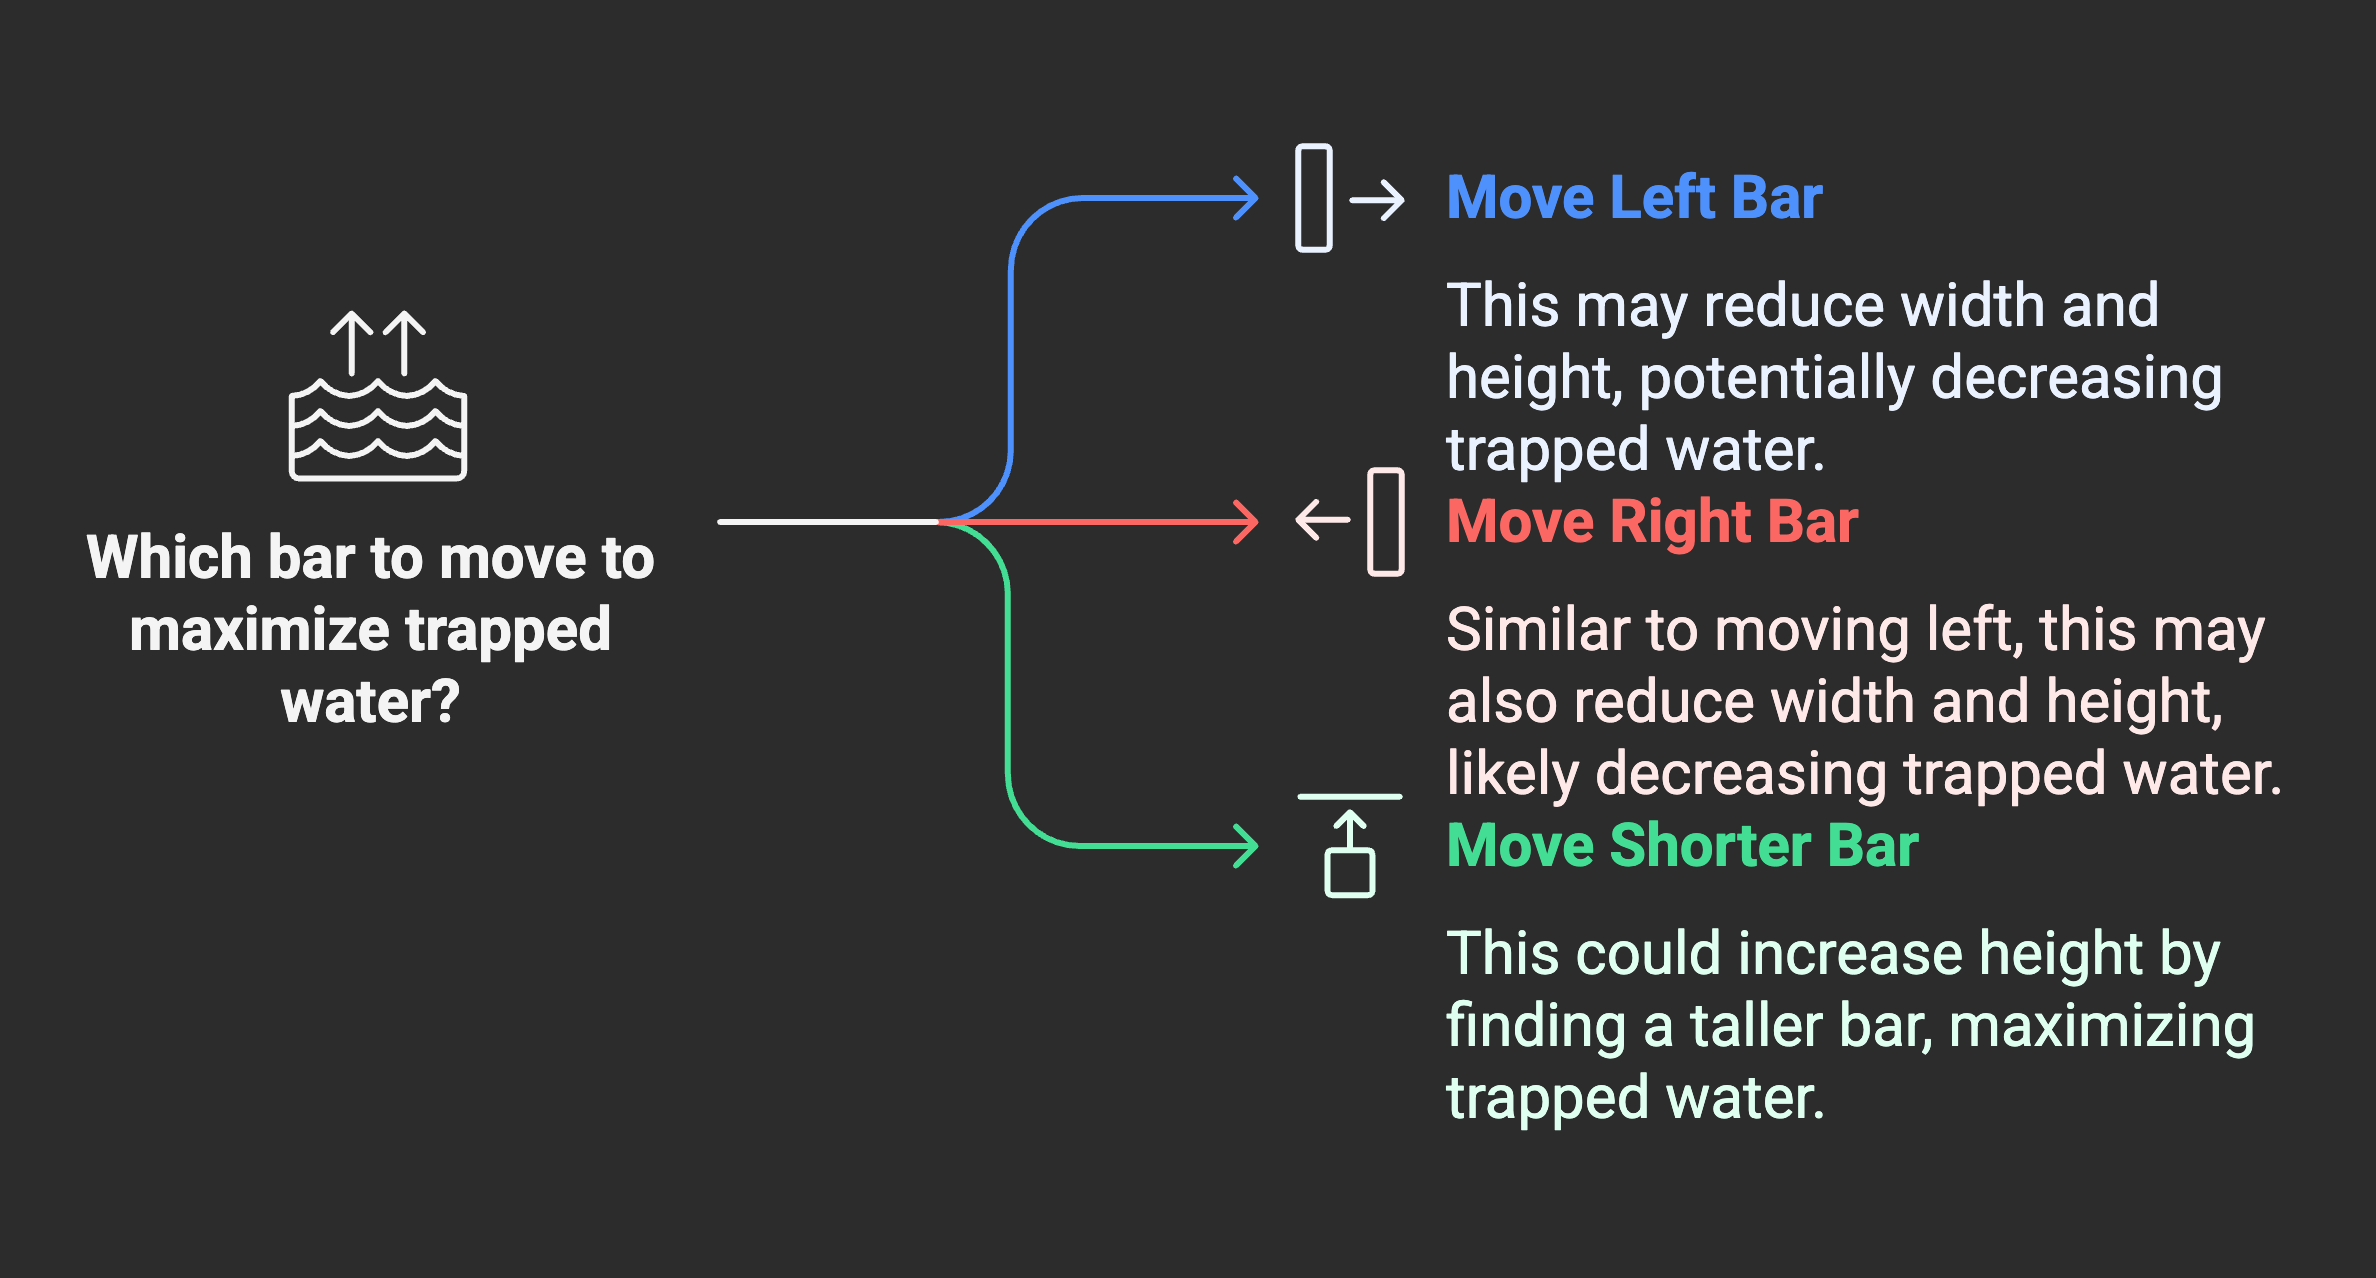 Which bar to move to
maximize trapped
water?
Move Left Bar
This may reduce width and
height, potentially decreasing
trapped water.
Move Right Bar
Similar to moving left, this may
also reduce width and height,
likely decreasing trapped water.
Move Shorter Bar
This could increase height by
finding a taller bar, maximizing
trapped water.